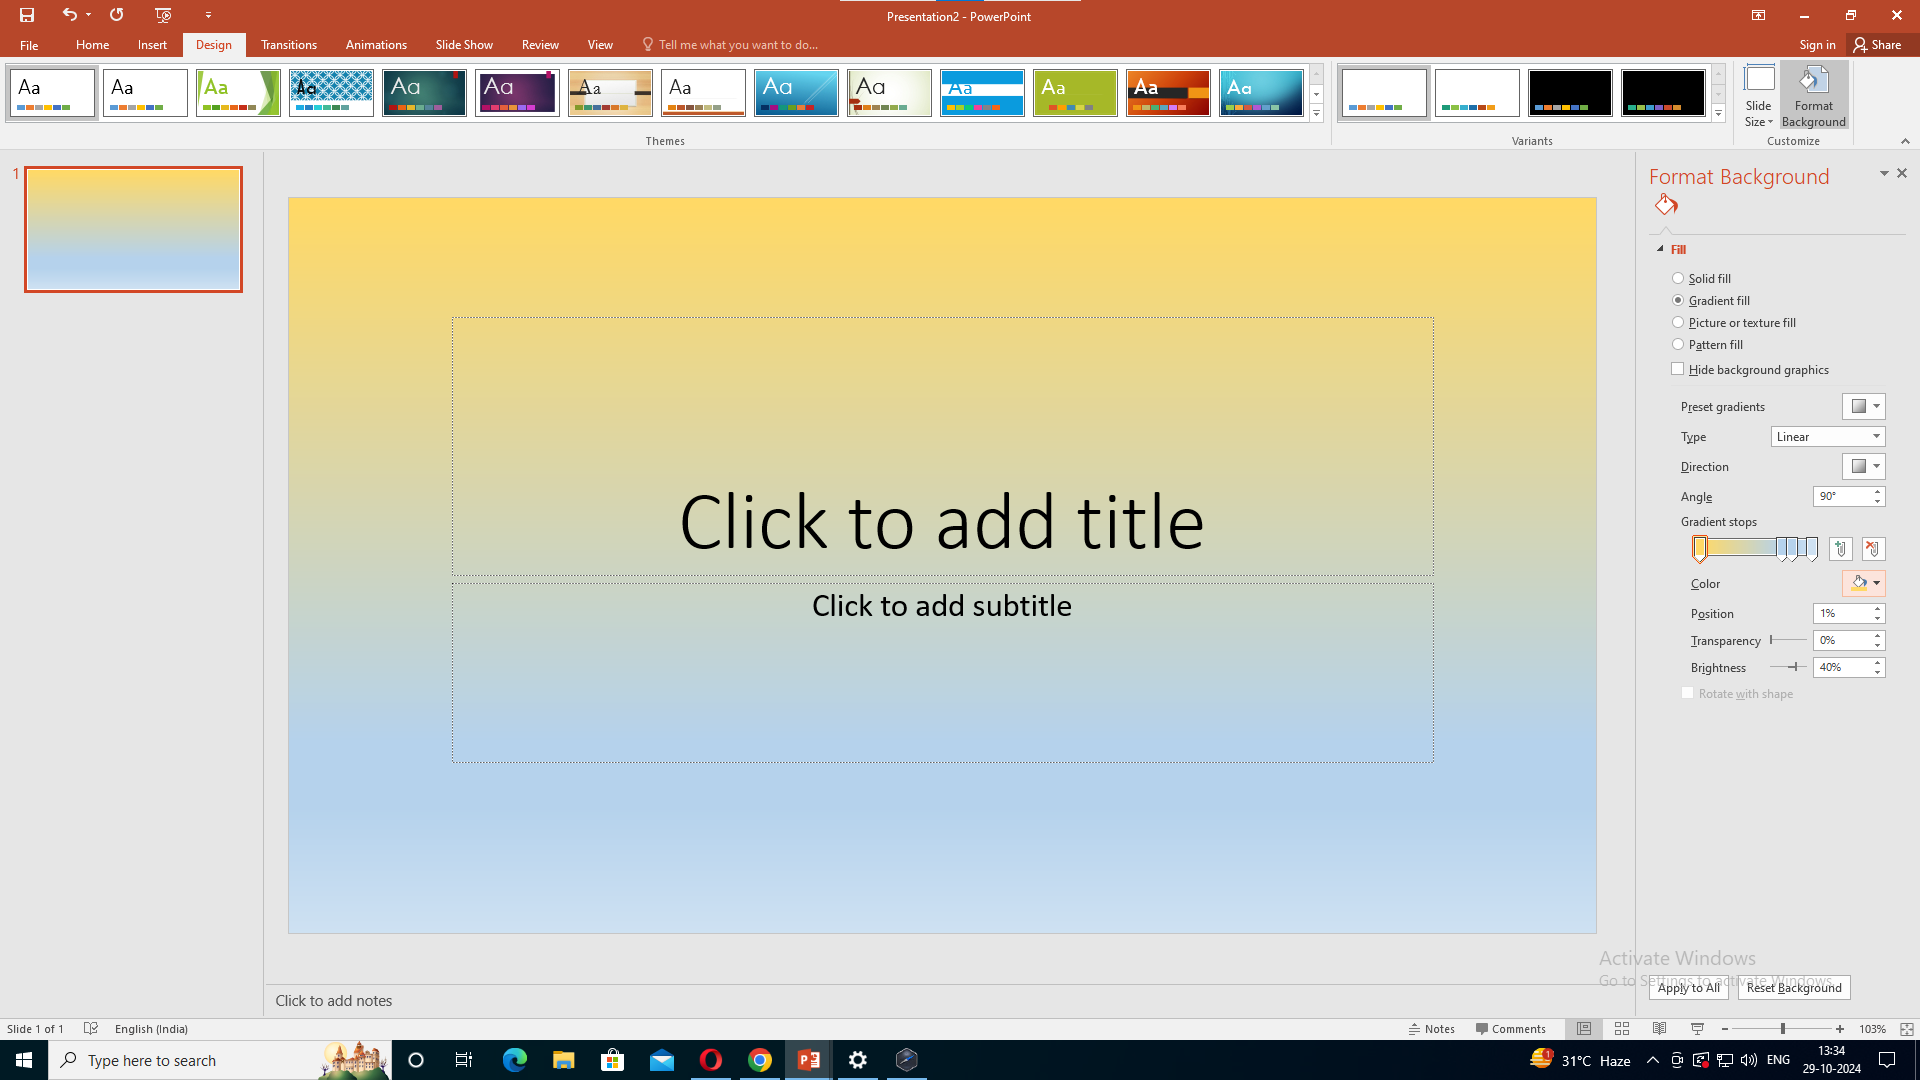 Presentation2 - PowerPoint
File Home Insert Design Transitions Animations Slide Show Review View Tell me what you want to do... Sign in Share
Aa Aa Aa Aa Aa Aa Aa Aa Aa Aa Aa Aa Aa Aa
Slide Size
Format Background
Themes Variants Customize
1
Format Background
Fill
Solid fill
Gradient fill
Picture or texture fill
Pattern fill
Hide background graphics
Preset gradients
Type Linear
Direction
Angle 90°
Gradient stops
Color
Position 1%
Transparency 0%
Brightness 40%
Rotate with shape
Click to add title
Click to add subtitle
Activate Windows
Go to Settings to activate Windows.
Apply to All Reset Background
Click to add notes
Slide 1 of 1 English (India) Notes Comments 103%
Type here to search 1 31°C Haze ENG 13:34
29-10-2024